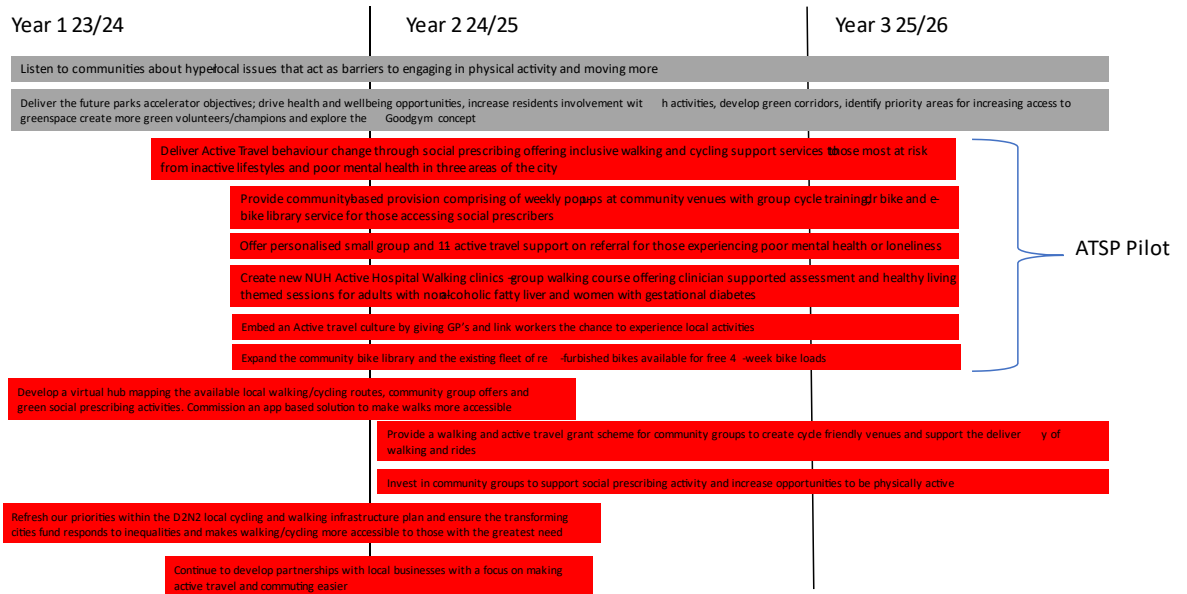 Year 1 23/24
Year 2 24/25
Year 3 25/26
Listen to communities about hyper-local issues that act as barriers to engaging in physical activity and moving more
Deliver the future parks accelerator objectives; drive health and wellbeing opportunities, increase residents involvement with activities, develop green corridors, identify priority areas for increasing access to
greenspace create more green volunteers/champions and explore the Goodgym concept
Deliver Active Travel behaviour change through social prescribing offering inclusive walking and cycling support services to those most at risk
from inactive lifestyles and poor mental health in three areas of the city
Provide community-based provision comprising of weekly pop-ups at community venues with group cycle training, dr bike and e-
bike library service for those accessing social prescribers
Offer personalised small group and 1-1 active travel support on referral for those experiencing poor mental health or loneliness
Create new NUH Active Hospital Walking clinics - group walking course offering clinician supported assessment and healthy living
themed sessions for adults with non-alcoholic fatty liver and women with gestational diabetes
Embed an Active travel culture by giving GP's and link workers the chance to experience local activities
Expand the community bike library and the existing fleet of re-furbished bikes available for free 4-week bike loads
ATSP Pilot
Develop a virtual hub mapping the available local walking/cycling routes, community group offers and
green social prescribing activities. Commission an app based solution to make walks more accessible
Provide a walking and active travel grant scheme for community groups to create cycle friendly venues and support the delivery of
walking and rides
Invest in community groups to support social prescribing activity and increase opportunities to be physically active
Refresh our priorities within the D2N2 local cycling and walking infrastructure plan and ensure the transforming
cities fund responds to inequalities and makes walking/cycling more accessible to those with the greatest need
Continue to develop partnerships with local businesses with a focus on making
active travel and commuting easier